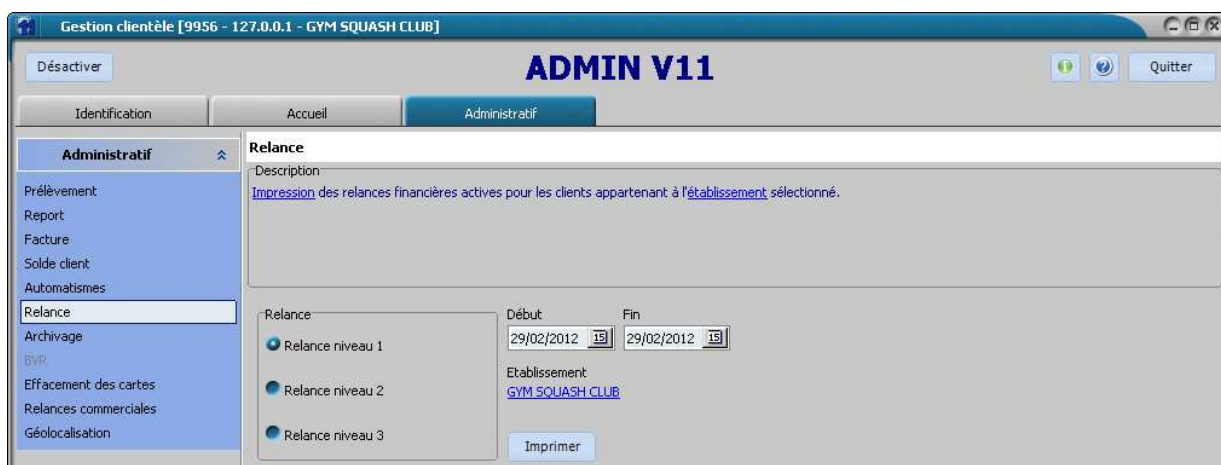 Gestion clientèle [9956 - 127.0.0.1 - GYM SQUASH CLUB]
Désactiver
ADMIN V11
Quitter
Identification
Accueil
Administratif
Administratif
Prélèvement
Report
Facture
Solde client
Automatismes
Relance
Archivage
BVR
Effacement des cartes
Relances commerciales
Géolocalisation
Relance
Description
Impression des relances financières actives pour les clients appartenant à l'établissement sélectionné.
Relance
Relance niveau 1
Relance niveau 2
Relance niveau 3
Début Fin
29/02/2012 15 29/02/2012 15
Etablissement
GYM SQUASH CLUB
Imprimer